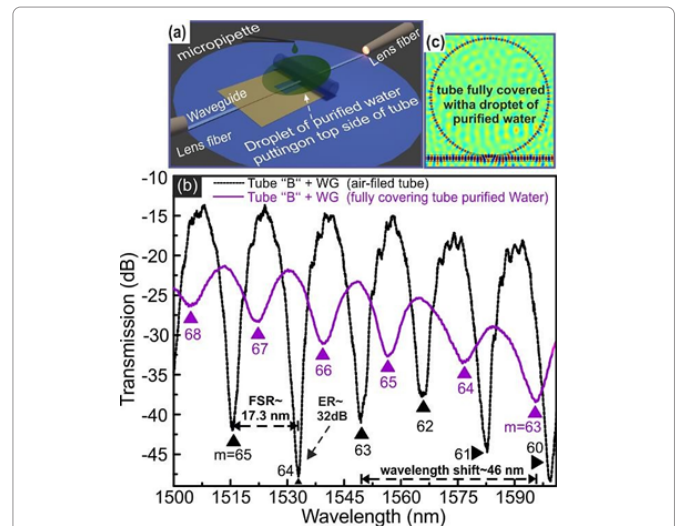 (a)
micropipette
Lens fiber
Waveguide
Lens fiber
Droplet of purified water
puttingon top side of tube
(c)
tube fully covered
witha droptet of
purified water
(b)
Tube "B" + WG (air-filed tube)
Tube "B" + WG (fully covering tube purified Water)
Transmission (dB)
-10
-15
-20
-25
-30
-35
-40
-45
68
67
66
65
64
m=63
FSR~
17.3 nm
ER~
32dB
m=65
64
63
62
61
60
wavelength shift~46 nm
1500
1515
1530
1545
1560
1575
1590
Wavelength (nm)